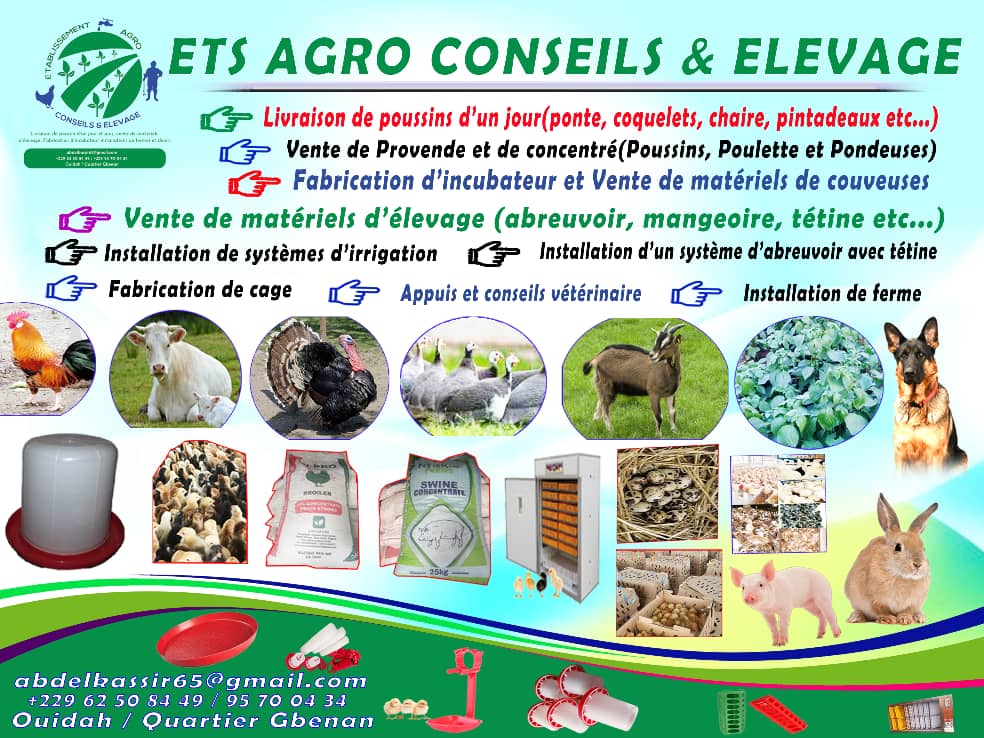 ETABLISSEMENT AGRO
CONSEILS & ELEVAGE
ETS AGRO CONSEILS & ELEVAGE
Livraison de poussins d'un jour(ponte, coquelets, chaire, pintadeaux etc...)
Vente de Provende et de concentré(Poussins, Poulette et Pondeuses)
Fabrication d'incubateur et Vente de matériels de couveuses
Vente de matériels d'élevage (abreuvoir, mangeoire, tétine etc...)
Installation de systèmes d'irrigation
Installation d'un système d'abreuvoir avec tétine
Fabrication de cage
Appuis et conseils vétérinaire
Installation de ferme
BROILER
SWINE
CONCENTRATE
25kg
abdelkassir65@gmail.com
+229 62 50 84 49 / 95 70 04 34
Ouidah / Quartier Gbenan